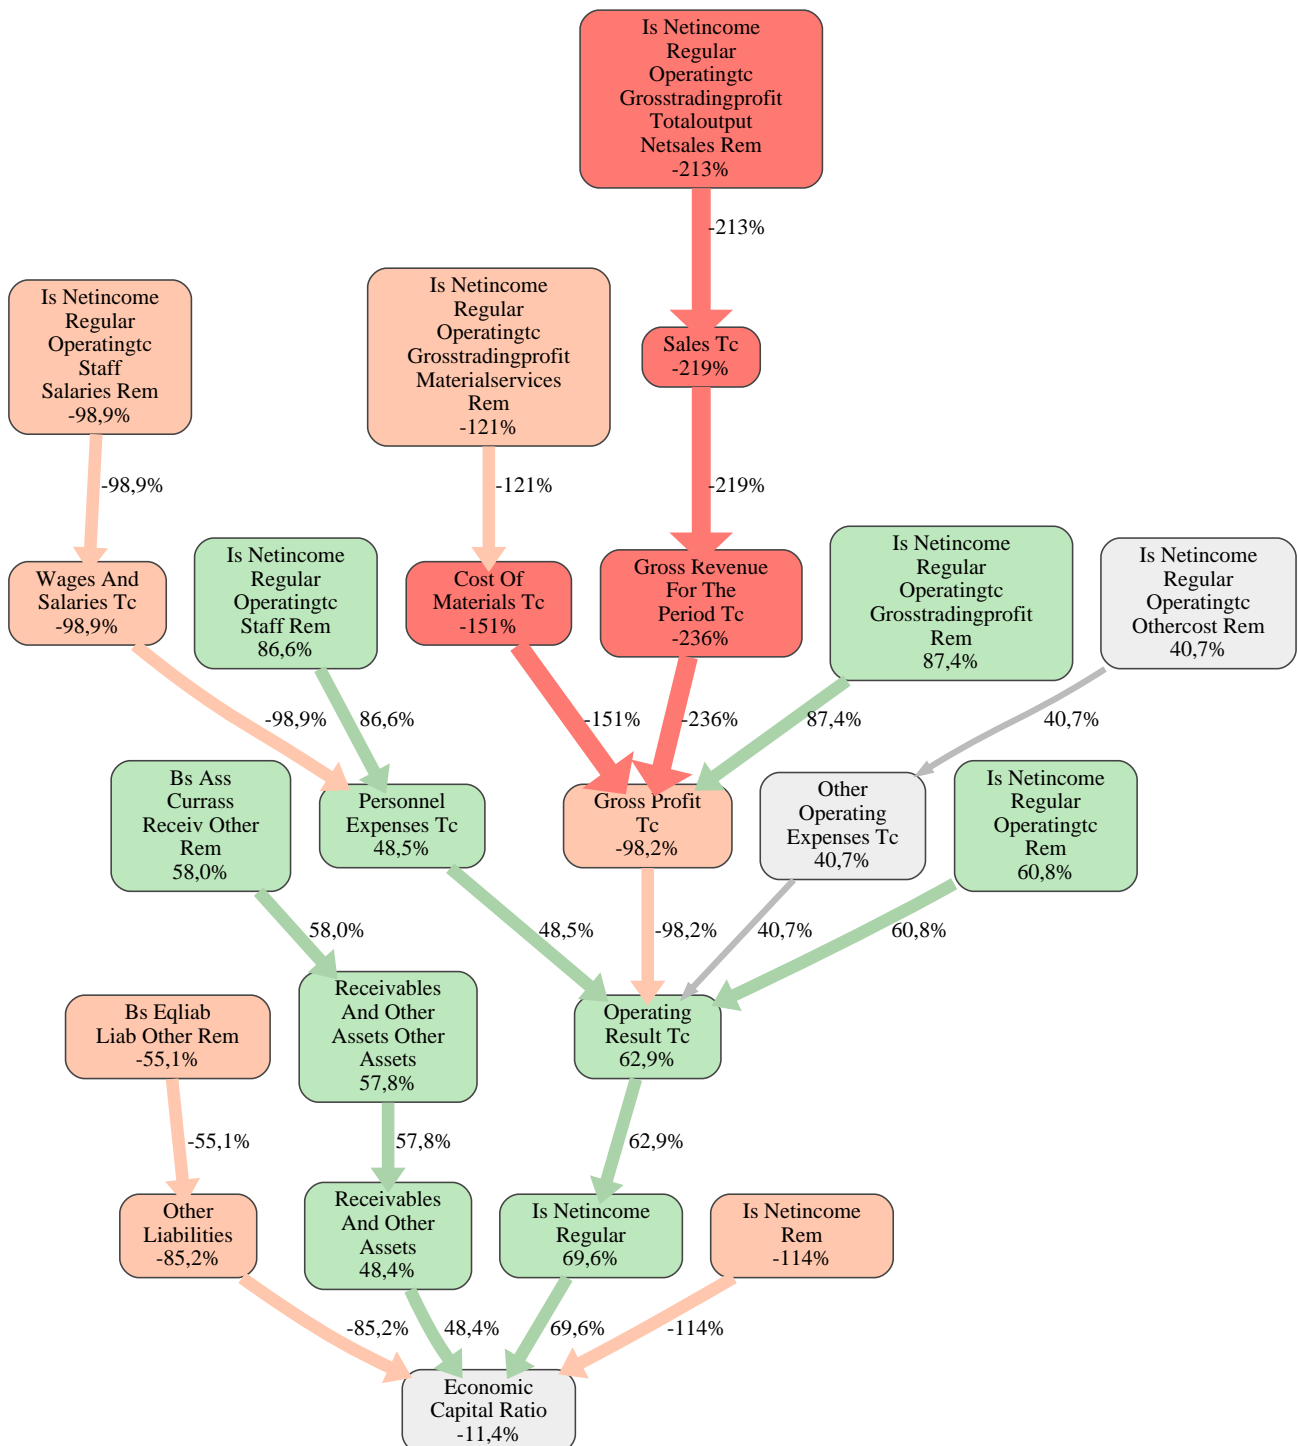 Is Netincome
Regular
Operatingtc
Grosstradingprofit
Totaloutput
Netsales Rem
-213%
-213%
Is Netincome
Regular
Operatingtc
Staff
Salaries Rem
-98,9%
Is Netincome
Regular
Operatingtc
Grosstradingprofit
Materialservices
Rem
-121%
Sales Tc
-219%
-98,9%
-121%
-219%
Wages And
Salaries Tc
-98,9%
Is Netincome
Regular
Operatingtc
Staff Rem
86,6%
Cost Of
Materials Tc
-151%
Gross Revenue
For The
Period Tc
-236%
Is Netincome
Regular
Operatingtc
Grosstradingprofit
Rem
87,4%
Is Netincome
Regular
Operatingtc
Othercost Rem
40,7%
-98,9%
86,6%
-151%
-236%
87,4%
40,7%
Bs Ass
Currass
Receiv Other
Rem
58,0%
Personnel
Expenses Tc
48,5%
Gross Profit
Tc
-98,2%
Other
Operating
Expenses Tc
40,7%
Is Netincome
Regular
Operatingtc
Rem
60,8%
58,0%
48,5%
-98,2%
40,7%
60,8%
Bs Eqliab
Liab Other Rem
-55,1%
Receivables
And Other
Assets Other
Assets
57,8%
Operating
Result Tc
62,9%
-55,1%
57,8%
62,9%
Other
Liabilities
-85,2%
Receivables
And Other
Assets
48,4%
Is Netincome
Regular
69,6%
Is Netincome
Rem
-114%
-85,2%
48,4%
69,6%
-114%
Economic
Capital Ratio
-11,4%